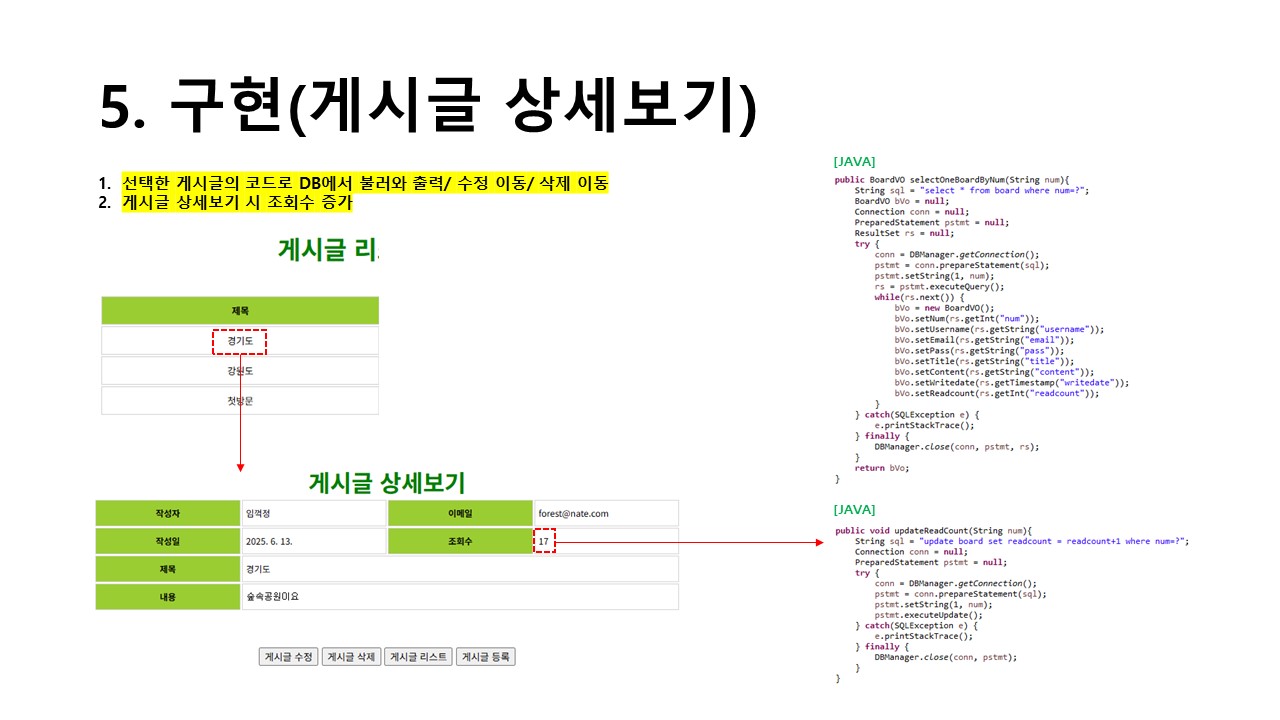 5. 구현(게시글 상세보기)
1. 선택한 게시글의 코드로 DB에서 불러와 출력/ 수정 이동/ 삭제 이동
2. 게시글 상세보기 시 조회수 증가
게시글 리
제목
경기도
강원도
첫방문
게시글 상세보기
작성자 임꺽정 이메일 forest@nate.com
작성일 2025. 6. 13. 조회수 17
제목 경기도
내용 숲속공원이요
게시글 수정 게시글 삭제 게시글 리스트 게시글 등록
[JAVA]
public BoardVO selectOneBoardByNum(String num){
String sql = "select * from board where num=?";
BoardVO bVo = null;
Connection conn = null;
PreparedStatement pstmt = null;
ResultSet rs = null;
try {
conn = DBManager.getConnection();
pstmt = conn.prepareStatement(sql);
pstmt.setString(1, num);
rs = pstmt.executeQuery();
while(rs.next()) {
bVo = new BoardVO();
bVo.setNum(rs.getInt("num"));
bVo.setUsername(rs.getString("username"));
bVo.setEmail(rs.getString("email"));
bVo.setPass(rs.getString("pass"));
bVo.setTitle(rs.getString("title"));
bVo.setContent(rs.getString("content"));
bVo.setWritedate(rs.getTimestamp("writedate"));
bVo.setReadcount(rs.getInt("readcount"));
}
} catch(SQLException e) {
e.printStackTrace();
} finally {
DBManager.close(conn, pstmt, rs);
}
return bVo;
}
[JAVA]
public void updateReadCount(String num){
String sql = "update board set readcount = readcount+1 where num=?";
Connection conn = null;
PreparedStatement pstmt = null;
try {
conn = DBManager.getConnection();
pstmt = conn.prepareStatement(sql);
pstmt.setString(1, num);
pstmt.executeUpdate();
} catch(SQLException e) {
e.printStackTrace();
} finally {
DBManager.close(conn, pstmt);
}
}